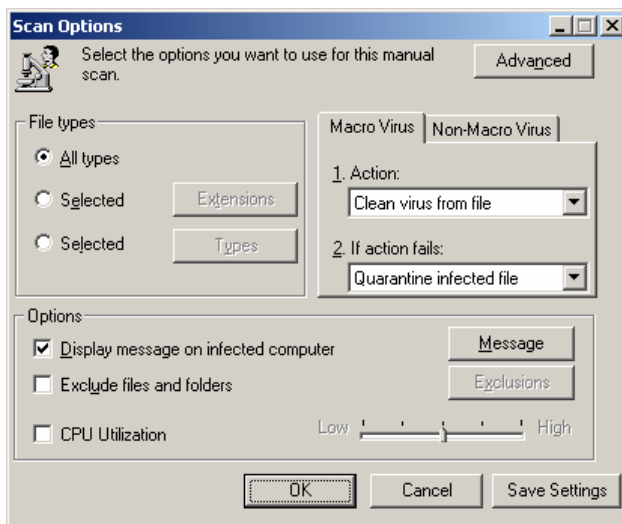 Scan Options
Select the options you want to use for this manual
scan.
Advanced
File types
All types
Selected
Extensions
Selected
Types
Macro Virus
Non-Macro Virus
1. Action:
Clean virus from file
2. If action fails:
Quarantine infected file
Options
Display message on infected computer
Message
Exclude files and folders
Exclusions
CPU Utilization
Low
High
OK
Cancel
Save Settings